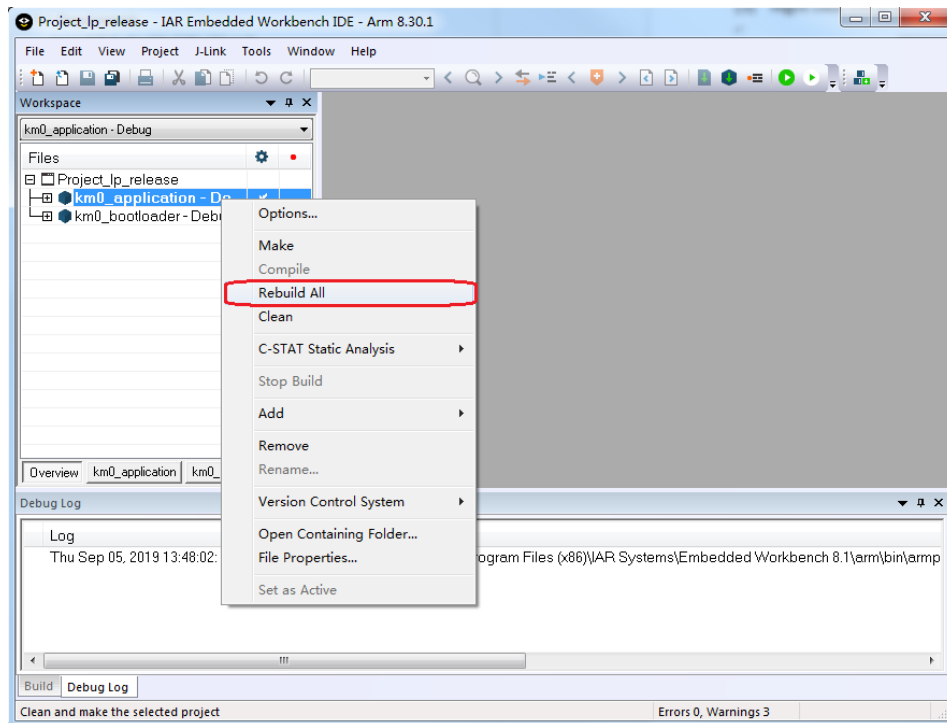 Project_lp_release - IAR Embedded Workbench IDE - Arm 8.30.1
File Edit View Project J-Link Tools Window Help
Workspace
km0_application - Debug
Files
Project_lp_release
km0_application - De
km0_bootloader - Debu
Options...
Make
Compile
Rebuild All
Clean
C-STAT Static Analysis
Stop Build
Add
Remove
Rename...
Version Control System
Open Containing Folder...
File Properties...
Set as Active
Overview km0_application km0_
Debug Log
Log
Thu Sep 05, 2019 13:48:02: ogram Files (x86)\IAR Systems\Embedded Workbench 8.1\arm\bin\armp
Build Debug Log
Clean and make the selected project Errors 0, Warnings 3